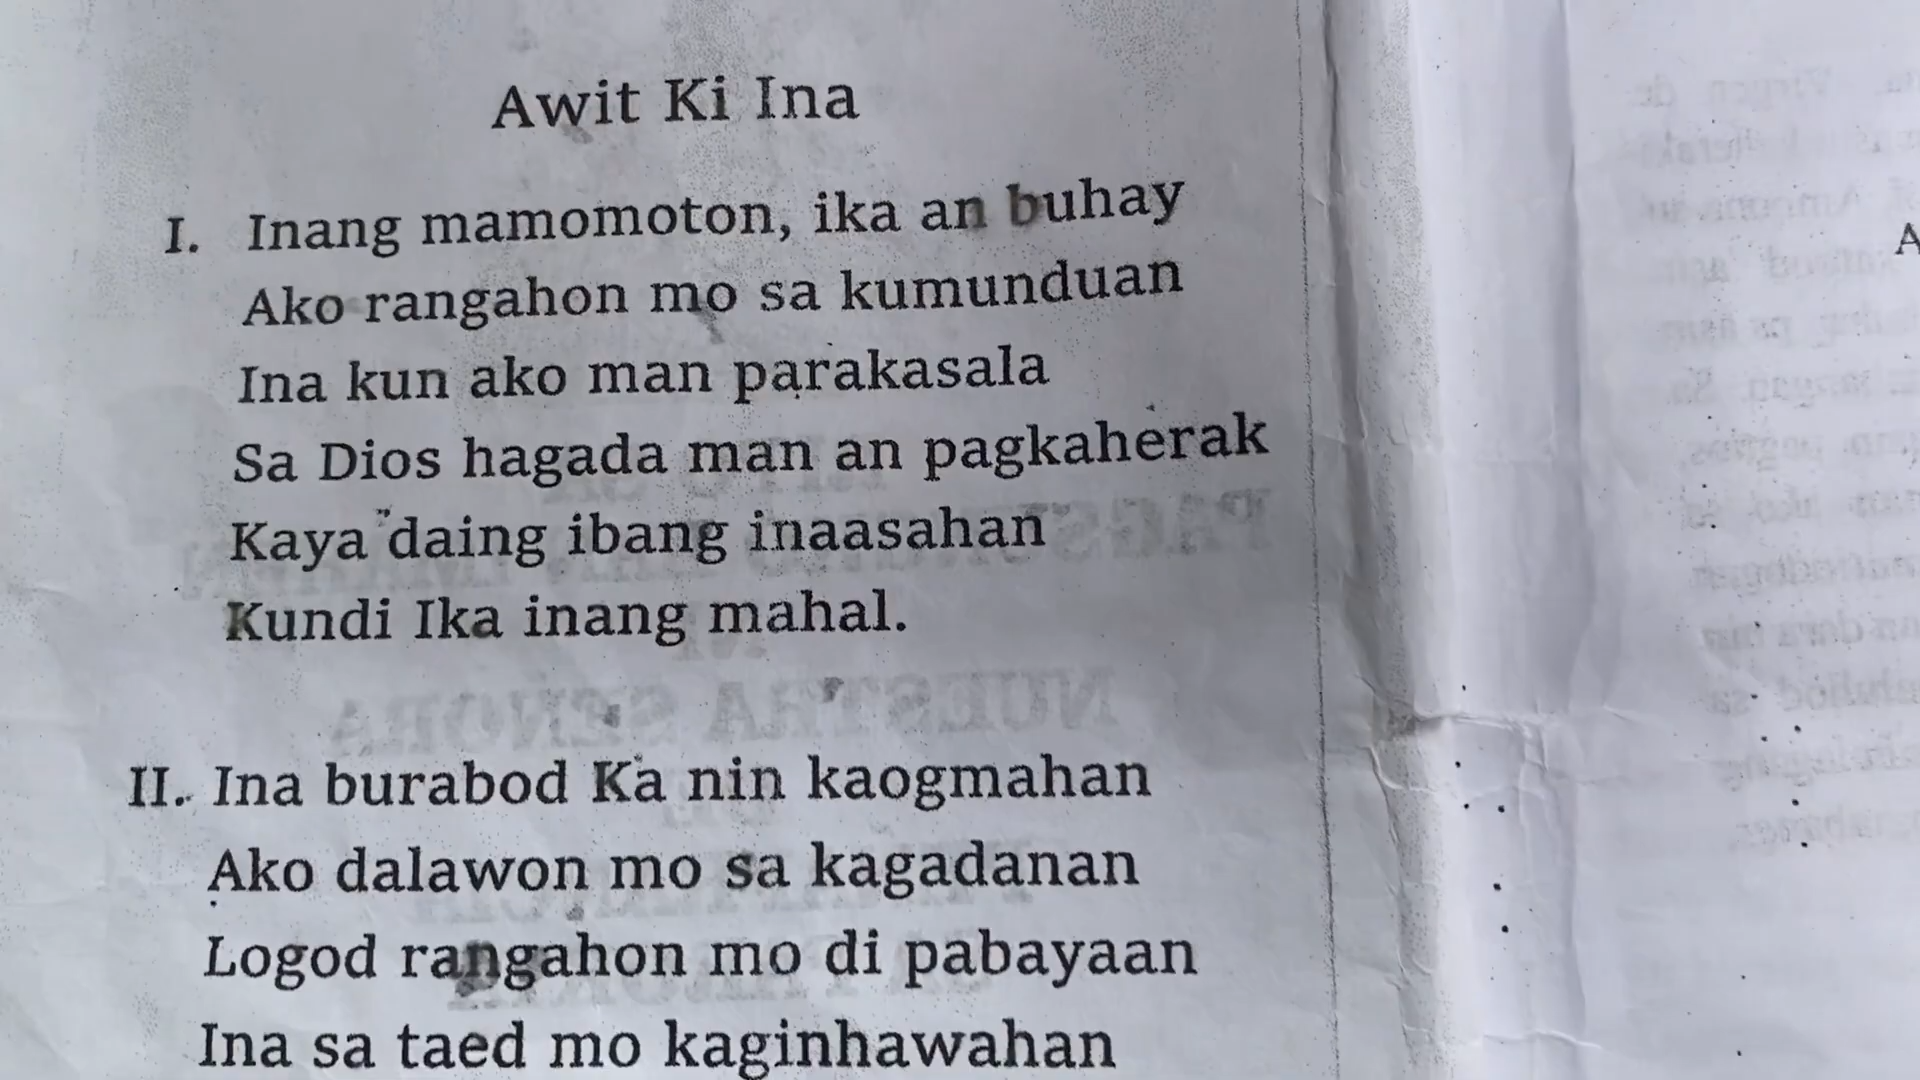 Awit Ki Ina
I. Inang mamomoton, ika an buhay
Ako rangahon mo sa kumunduan
Ina kun ako man parakasala
Sa Dios hagada man an pagkaherak
Kaya daing ibang inaasahan
Kundi Ika inang mahal.
II. Ina burabod Ka nin kaogmahan
Ako dalawon mo sa kagadanan
Logod rangahon mo di pabayaan
Ina sa taed mo kaginhawahan
A
NUESTRA SENORA